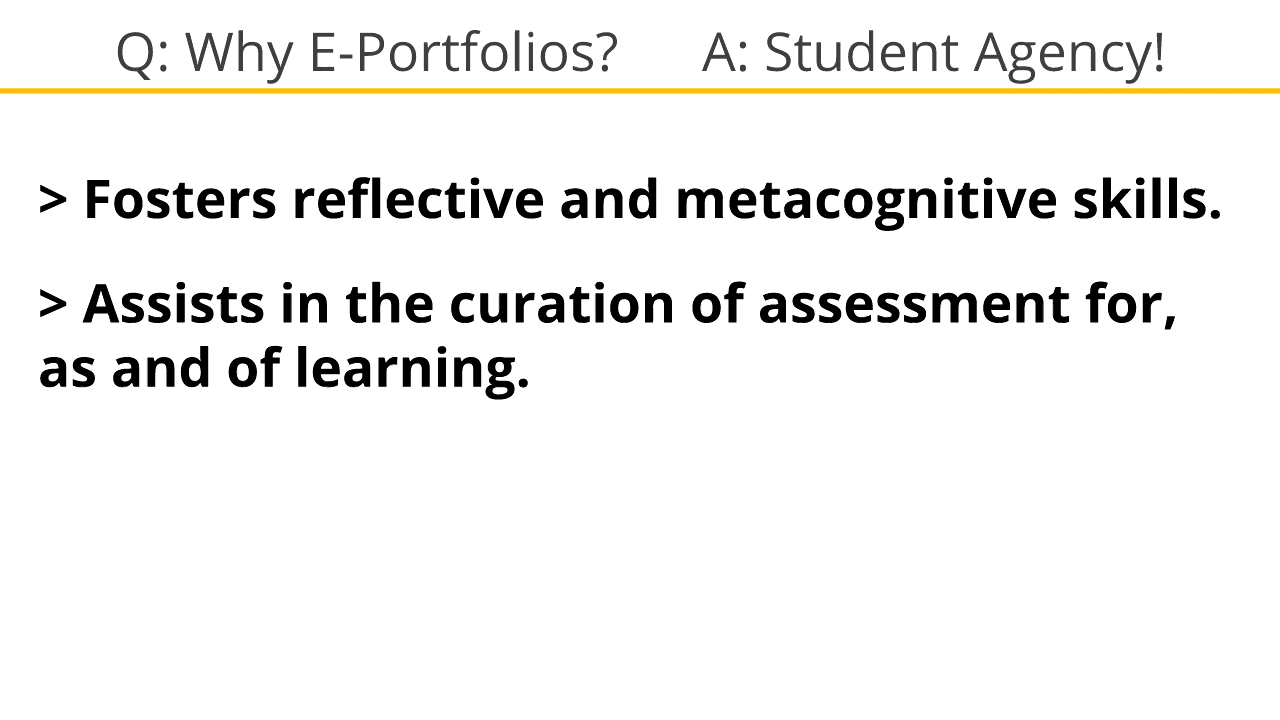 Q: Why E-Portfolios? A: Student Agency!
> Fosters reflective and metacognitive skills.
> Assists in the curation of assessment for,
as and of learning.